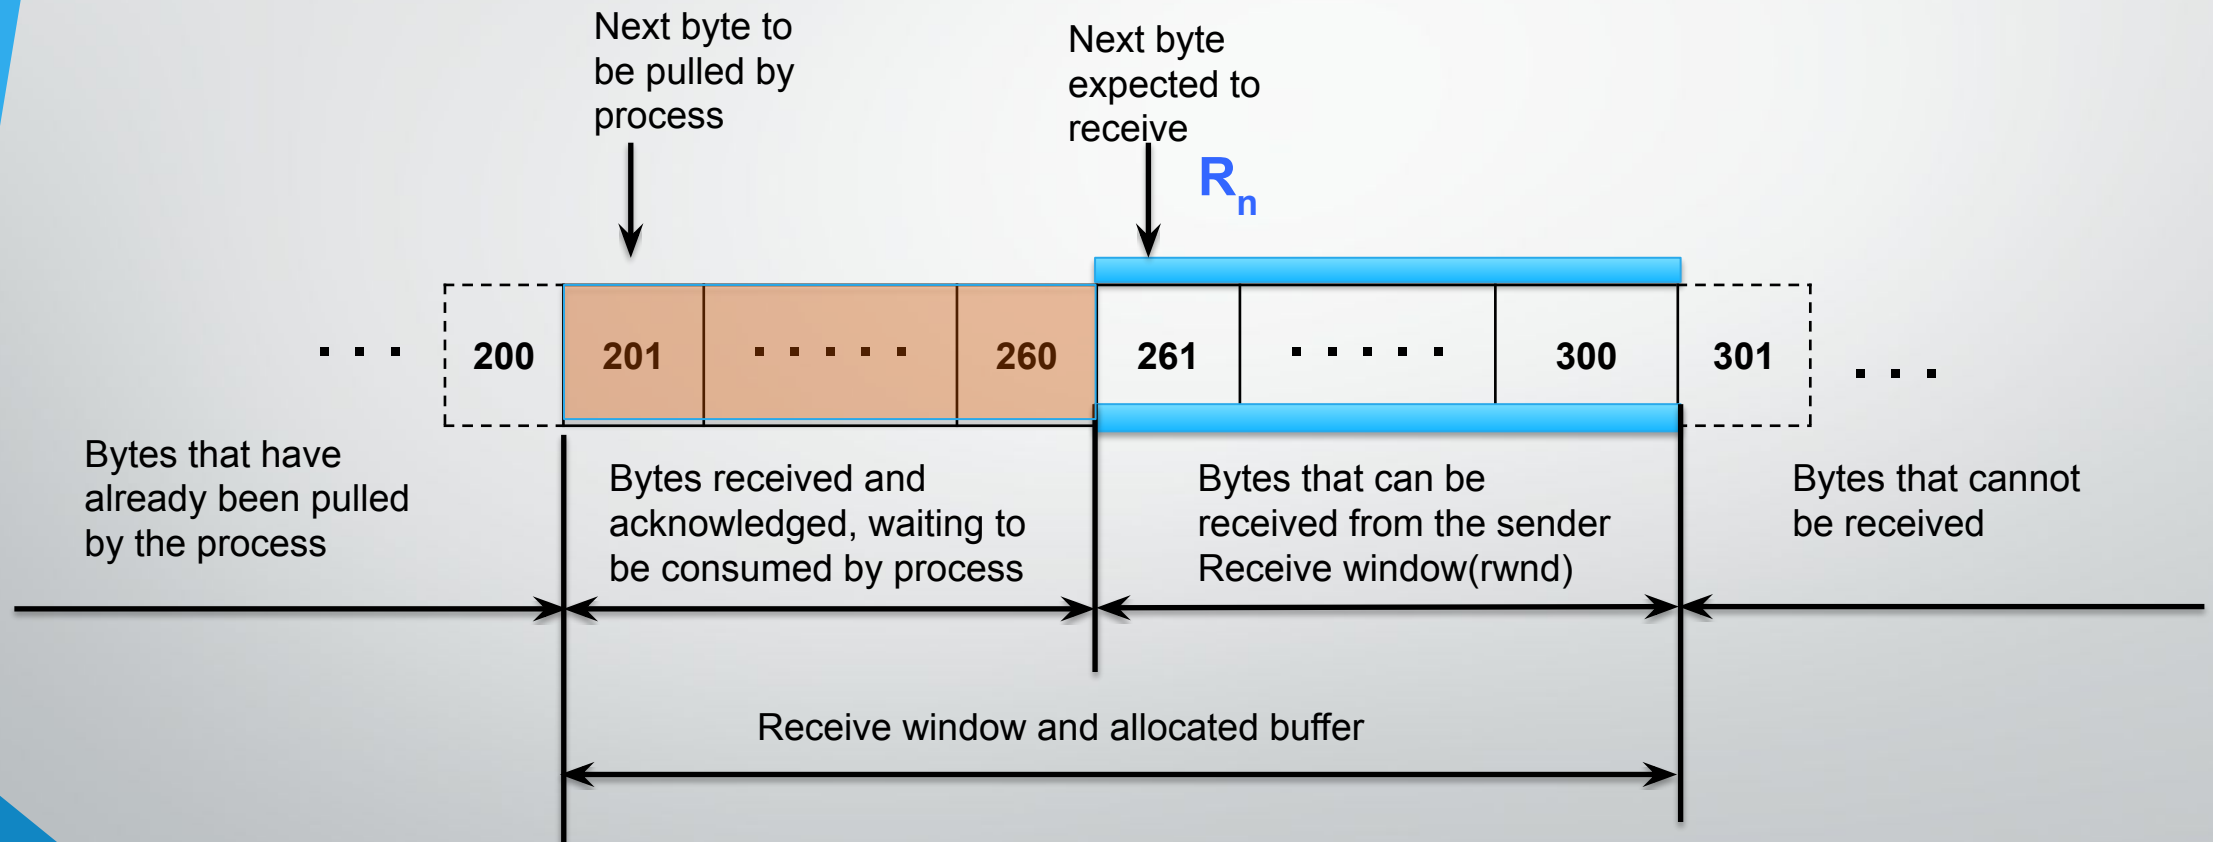 Next byte to
be pulled by
process
Next byte
expected to
receive
Rn
. . . 200 201 . . . . . 260 261 . . . . . 300 301 . . .
Bytes that have
already been pulled
by the process
Bytes received and
acknowledged, waiting to
be consumed by process
Bytes that can be
received from the sender
Receive window(rwnd)
Bytes that cannot
be received
Receive window and allocated buffer